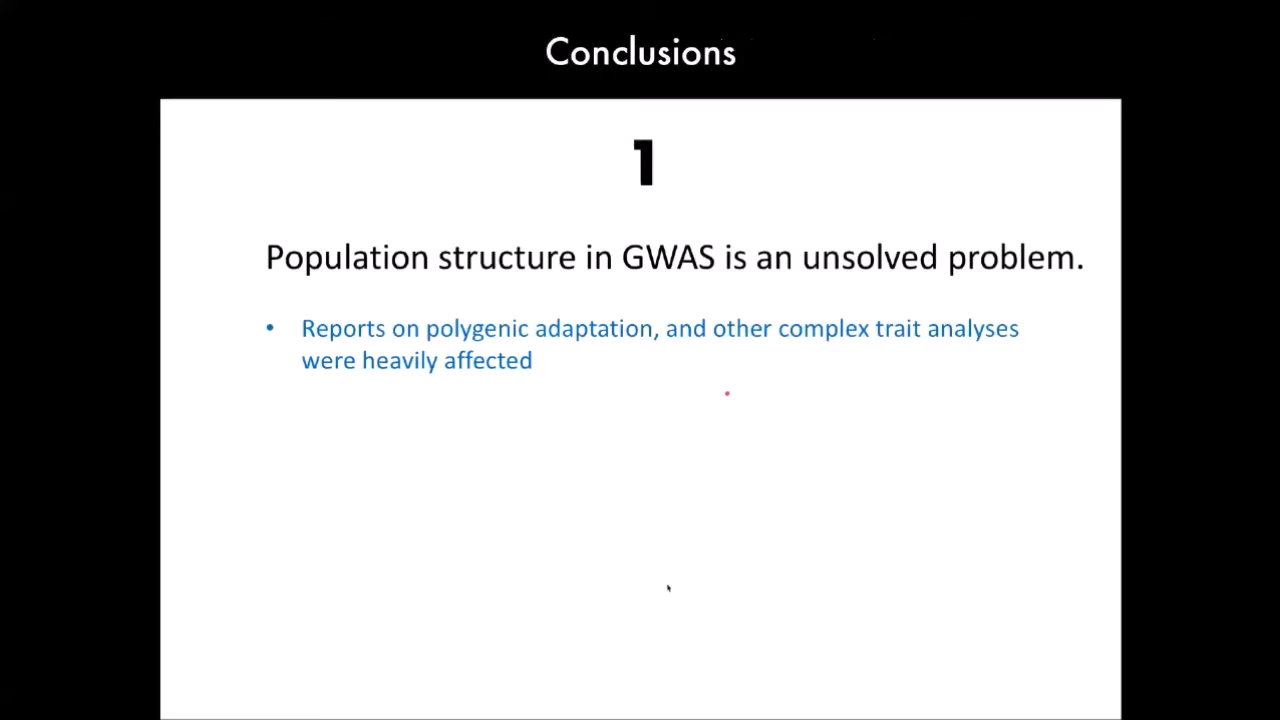 Conclusions
1
Population structure in GWAS is an unsolved problem.
• Reports on polygenic adaptation, and other complex trait analyses
were heavily affected